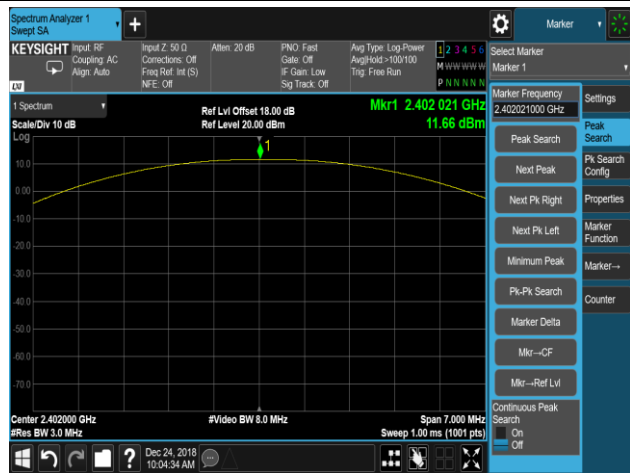 Spectrum Analyzer 1
Swept SA
Marker
KEYSIGHT
Input: RF
Coupling: AC
Align: Auto
Input Z: 50 Ω
Corrections: Off
Freq Ref: Int (S)
NFE: Off
Atten: 20 dB
PNO: Fast
Gate: Off
IF Gain: Low
Sig Track: Off
Avg Type: Log-Power
Avg|Hold:>100/100
Trig: Free Run
1 2 3 4 5 6
M W W W W W
P N N N N N
LXI
Select Marker
Marker 1
1 Spectrum
Scale/Div 10 dB
Log
Ref Lvl Offset 18.00 dB
Ref Level 20.00 dBm
Mkr1 2.402 021 GHz
11.66 dBm
1
10.0
0.00
-10.0
-20.0
-30.0
-40.0
-50.0
-60.0
-70.0
Center 2.402000 GHz
#Res BW 3.0 MHz
#Video BW 8.0 MHz
Span 7.000 MHz
Sweep 1.00 ms (1001 pts)
Marker Frequency
2.402021000 GHz
Peak Search
Next Peak
Next Pk Right
Next Pk Left
Minimum Peak
Pk-Pk Search
Marker Delta
Mkr→CF
Mkr→Ref Lvl
Continuous Peak
Search
On
Off
Settings
Peak
Search
Pk Search
Config
Properties
Marker
Function
Marker→
Counter
?
Dec 24, 2018
10:04:34 AM